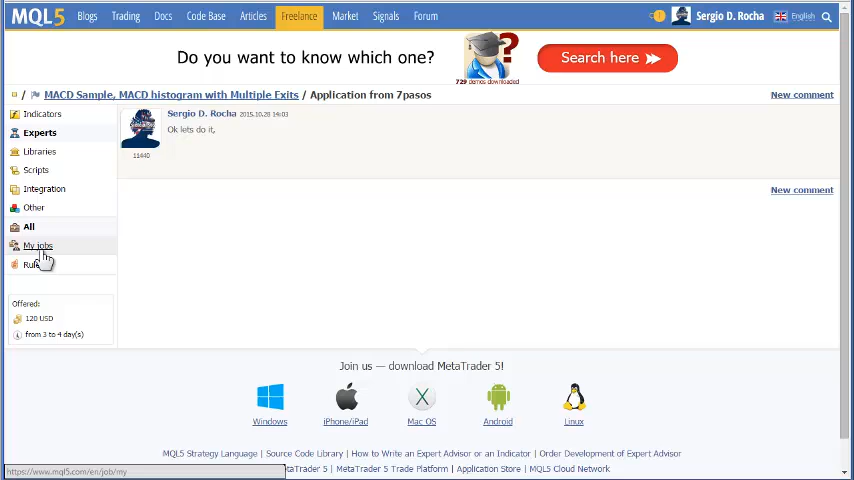 MQL5 Blogs Trading Docs Code Base Articles Freelance Market Signals Forum Sergio D. Rocha English
Do you want to know which one? 729 demos downloaded Search here
/ MACD Sample, MACD histogram with Multiple Exits / Application from 7pasos New comment
Indicators
Experts
Libraries
Scripts
Integration
Other
All
My jobs
Rule
Offered:
120 USD
from 3 to 4 day(s)
Sergio D. Rocha 2015.10.28 14:03
Ok lets do it,
11440
New comment
Join us — download MetaTrader 5!
Windows iPhone/iPad Mac OS Android Linux
MQL5 Strategy Language | Source Code Library | How to Write an Expert Advisor or an Indicator | Order Development of Expert Advisor
https://www.mql5.com/en/job/my
taTrader 5 | MetaTrader 5 Trade Platform | Application Store | MQL5 Cloud Network